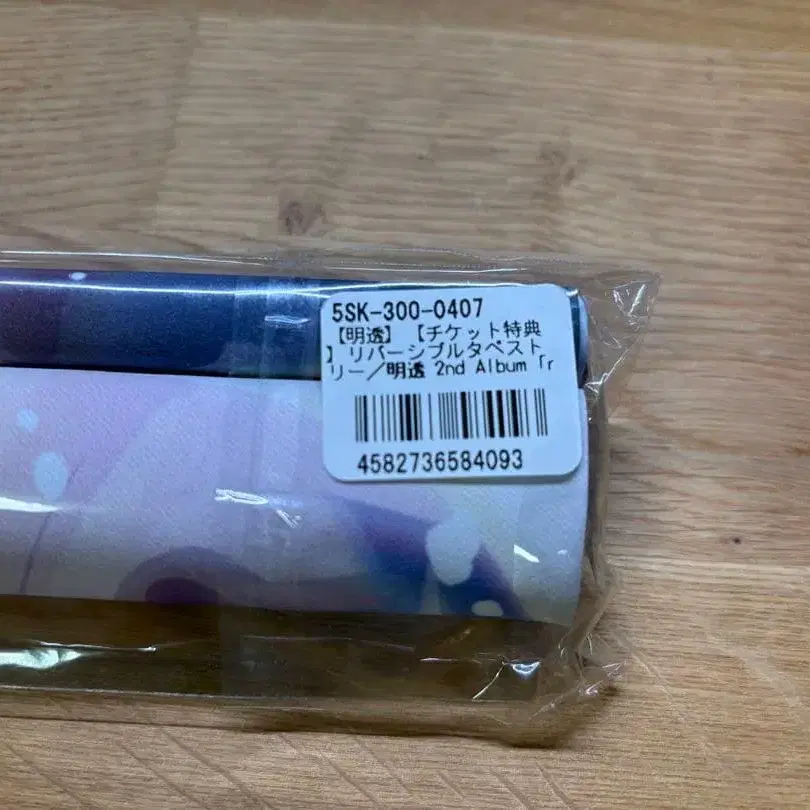 5SK-300-0407
【明透】【チケット特典
】リバーシブルタペスト
リー／明透 2nd Album「r
4582736584093